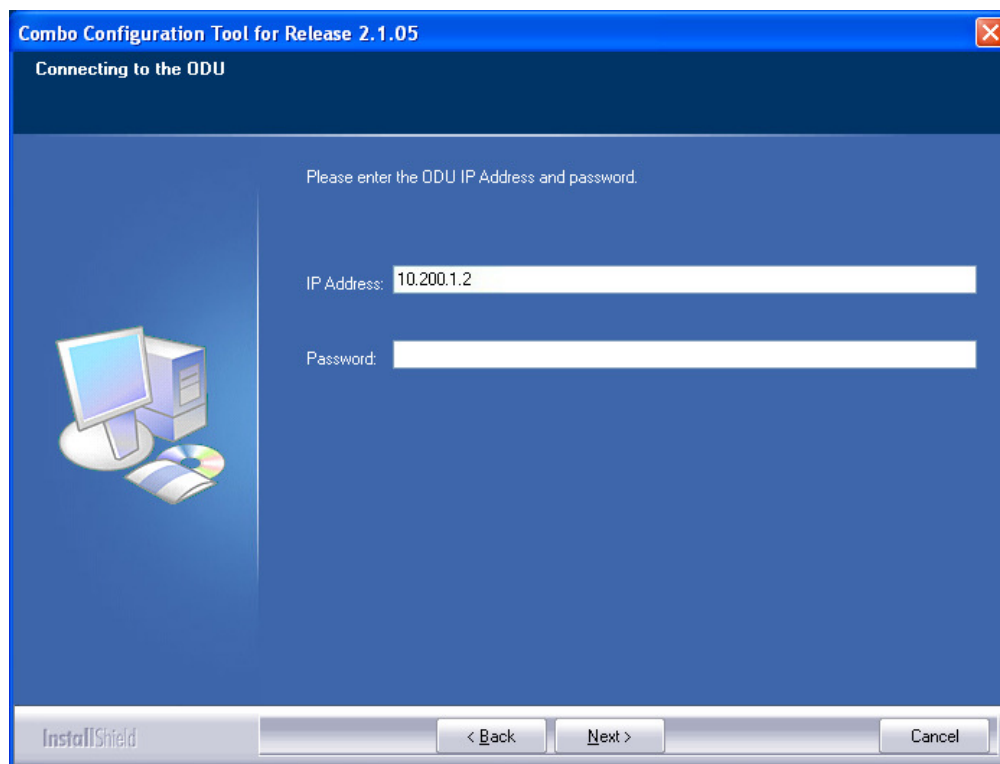 Combo Configuration Tool for Release 2.1.05
Connecting to the ODU
Please enter the ODU IP Address and password.
IP Address: 10.200.1.2
Password:
InstallShield
< Back
Next >
Cancel